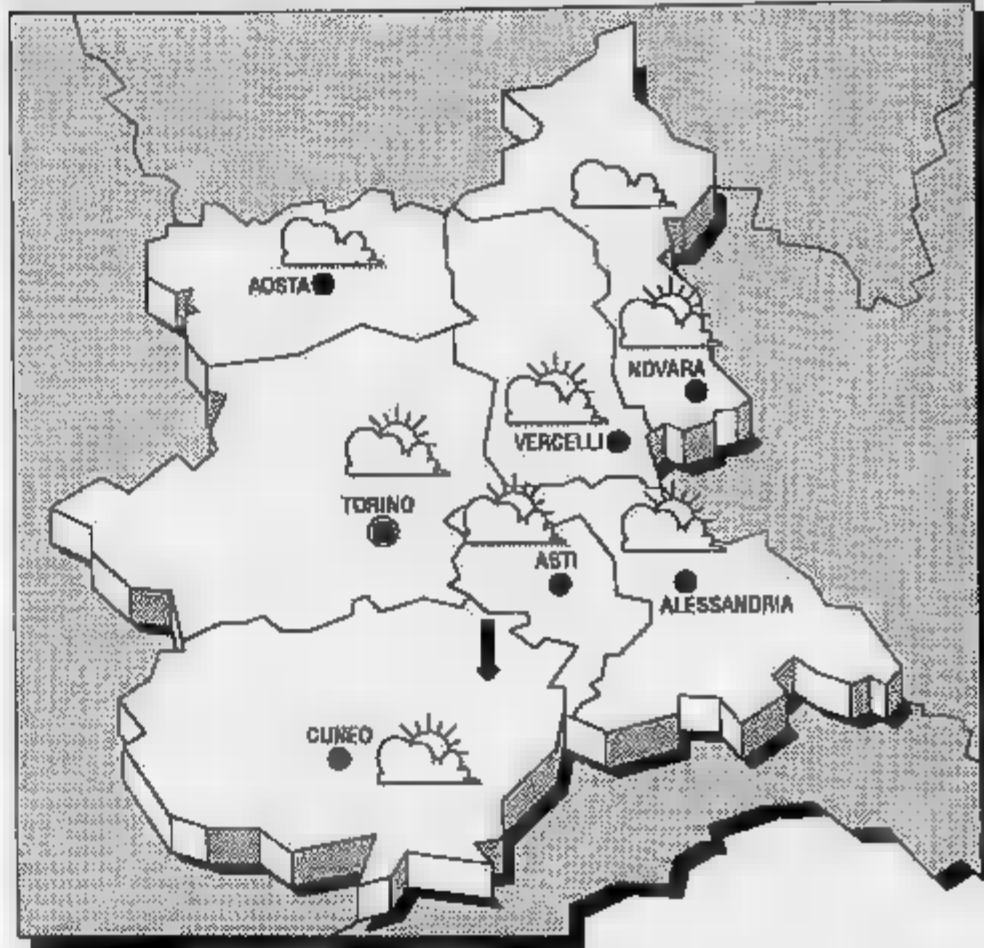 AOSTA
NOVARA
VERCELLI
TORINO
ASTI
ALESSANDRIA
CUNEO